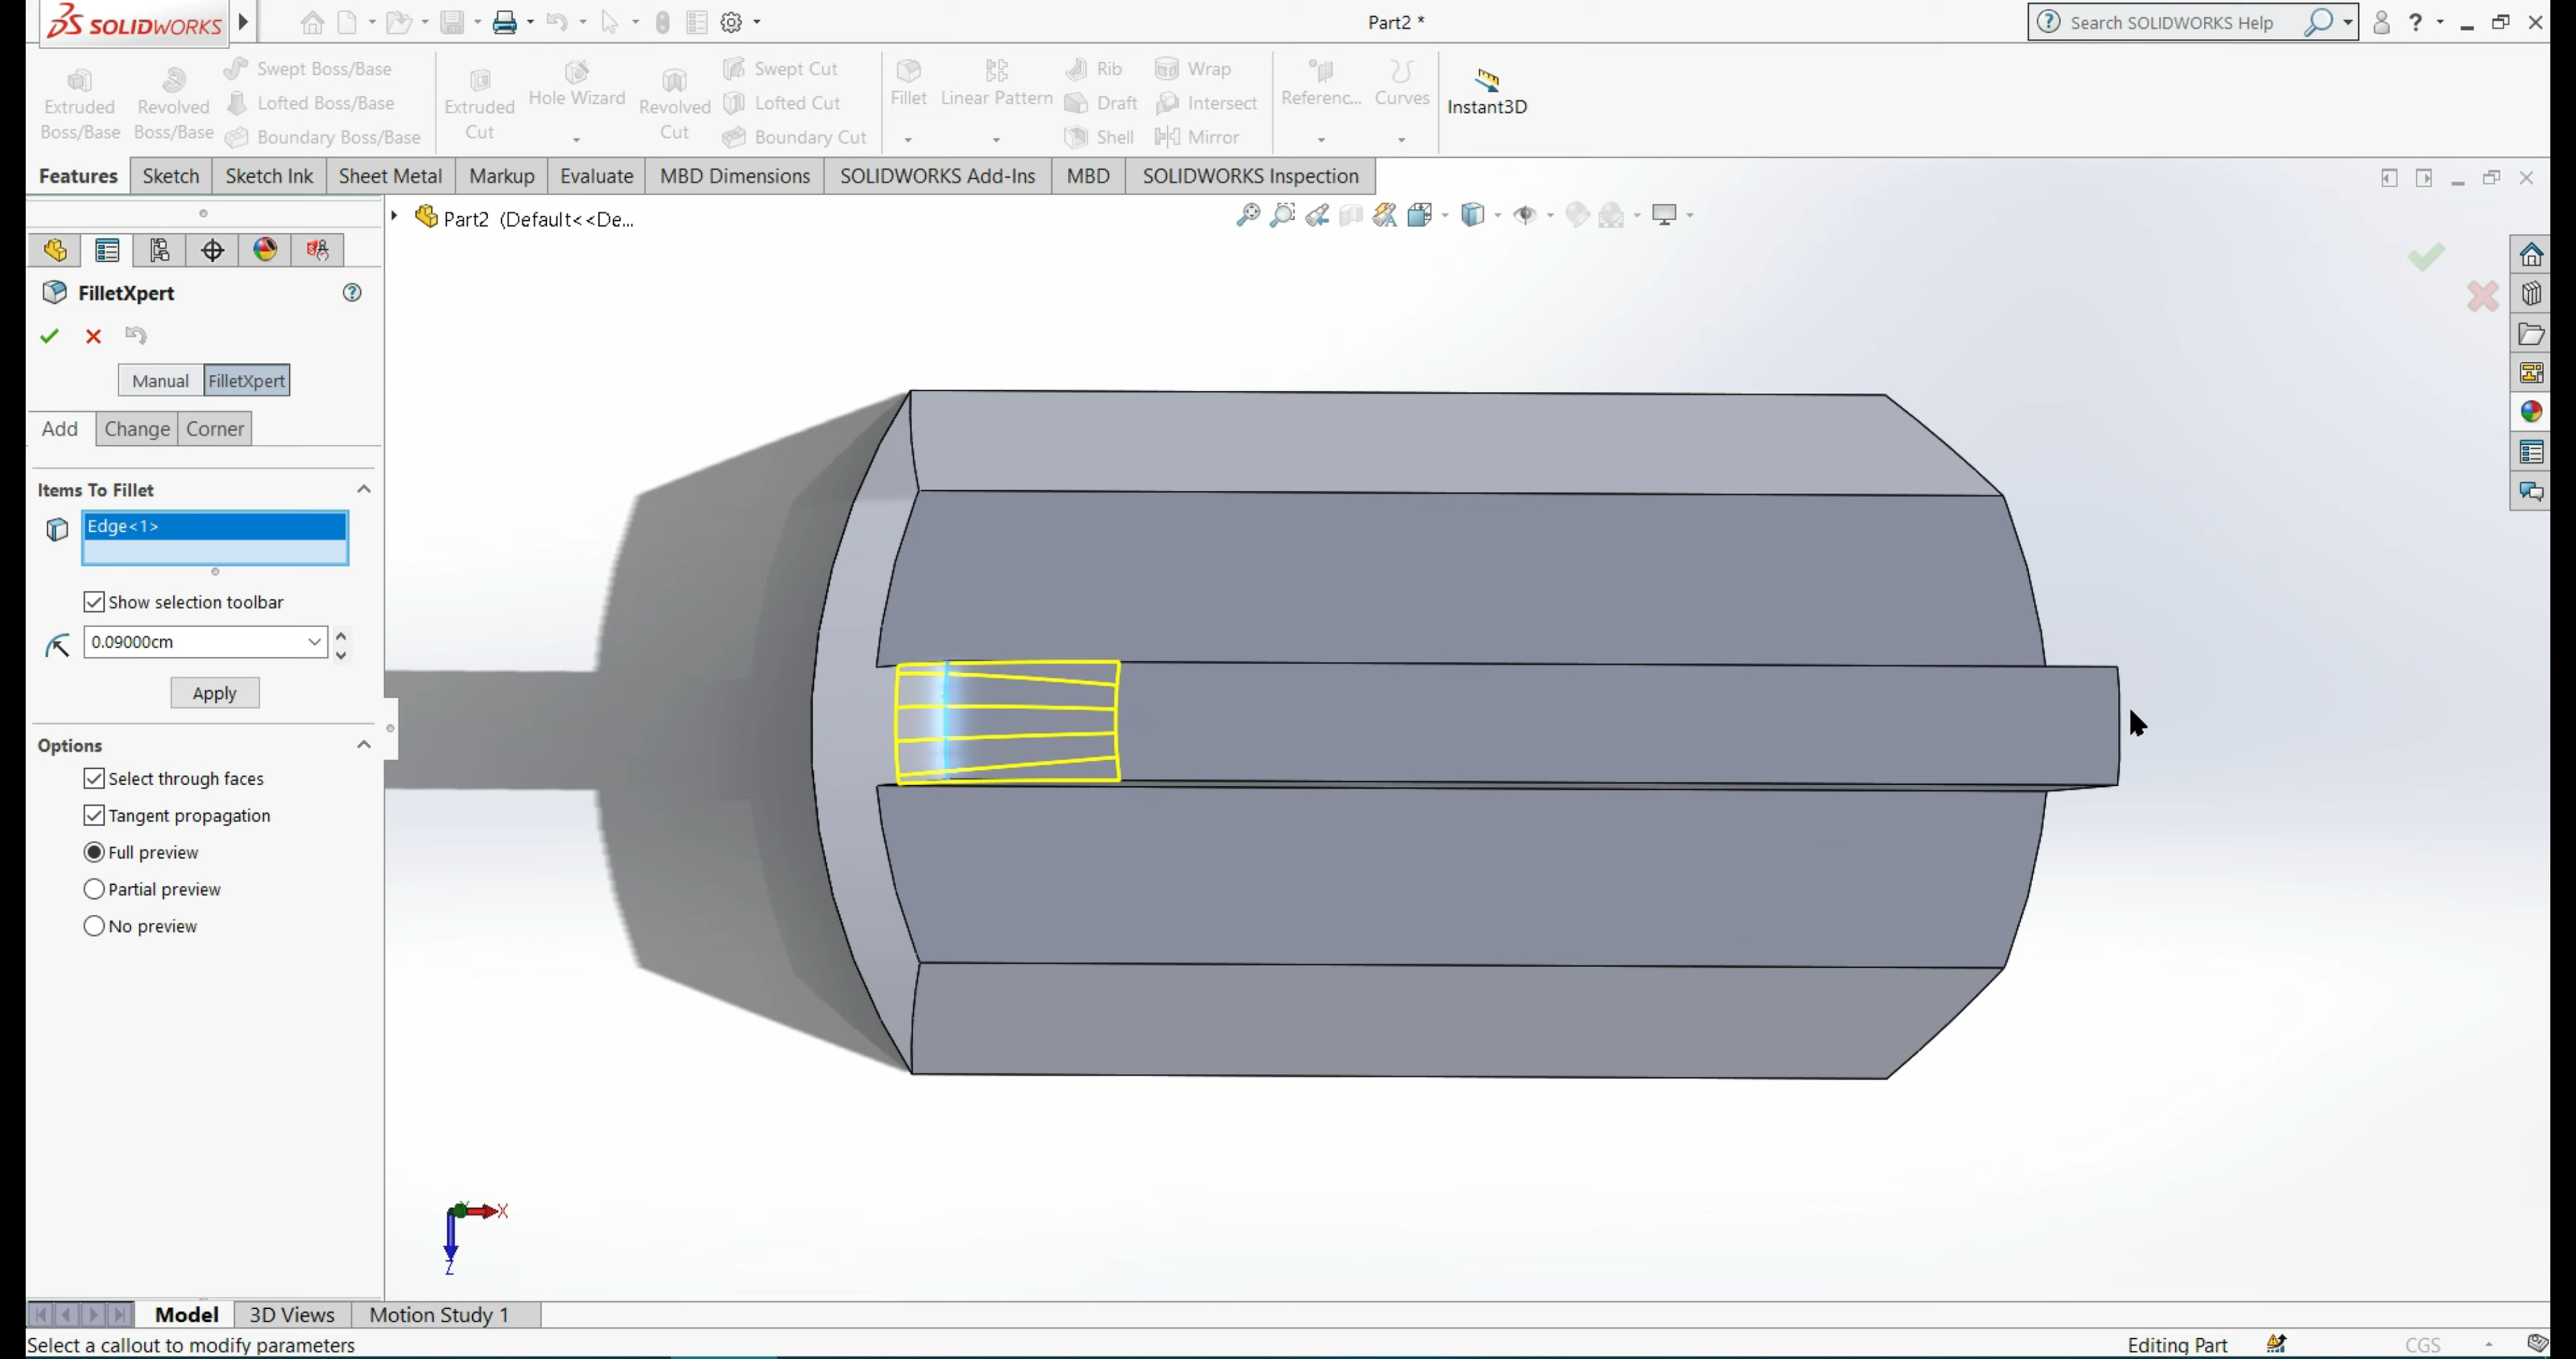 SOLIDWORKS
Part2 *
Search SOLIDWORKS Help
Extruded Boss/Base
Revolved Boss/Base
Swept Boss/Base
Lofted Boss/Base
Boundary Boss/Base
Extruded Cut
Hole Wizard
Revolved Cut
Swept Cut
Lofted Cut
Boundary Cut
Fillet
Linear Pattern
Rib
Draft
Shell
Wrap
Intersect
Mirror
Referenc...
Curves
Instant3D
Features
Sketch
Sketch Ink
Sheet Metal
Markup
Evaluate
MBD Dimensions
SOLIDWORKS Add-Ins
MBD
SOLIDWORKS Inspection
Part2 (Default<<De...
FilletXpert
Manual
FilletXpert
Add
Change
Corner
Items To Fillet
Edge<1>
Show selection toolbar
0.09000cm
Apply
Options
Select through faces
Tangent propagation
Full preview
Partial preview
No preview
X
Z
Model
3D Views
Motion Study 1
Select a callout to modify parameters
Editing Part
CGS